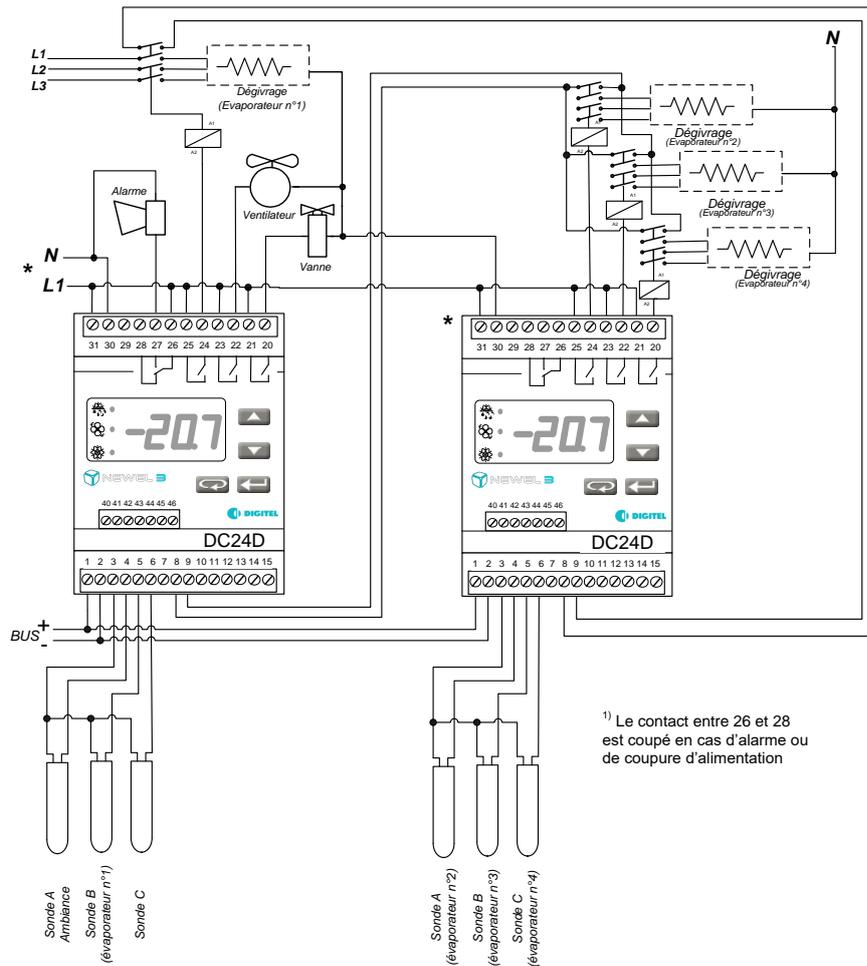 L1
L2
L3
Dégivrage
(Evaporateur n°1)
A1
A2
N
Dégivrage
(Evaporateur n°2)
A1
A2
Dégivrage
(Evaporateur n°3)
A1
A2
Dégivrage
(Evaporateur n°4)
A1
A2
Alarme
Ventilateur
Vanne
N
* L1
*
31 30 29 28 27 26 25 24 23 22 21 20
31 30 29 28 27 26 25 24 23 22 21 20
-20.7
-20.7
NEWEL 3
NEWEL 3
40 41 42 43 44 45 46
40 41 42 43 44 45 46
DIGITEL
DIGITEL
DC24D
DC24D
1 2 3 4 5 6 7 8 9 10 11 12 13 14 15
1 2 3 4 5 6 7 8 9 10 11 12 13 14 15
BUS + -
1) Le contact entre 26 et 28
est coupé en cas d'alarme ou
de coupure d'alimentation
Sonde A
Ambiance
Sonde B
(évaporateur n°1)
Sonde C
Sonde A
(évaporateur n°2)
Sonde B
(évaporateur n°3)
Sonde C
(évaporateur n°4)